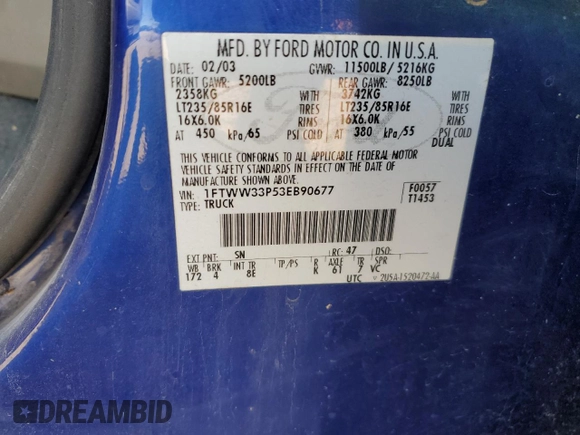 MFD. BY FORD MOTOR CO. IN U.S.A.
DATE: 02/03 GVWR: 11500LB/ 5216KG
FRONT GAWR: 5200LB REAR GAWR: 8250LB
2358KG WITH 3742KG WITH
LT235/85R16E TIRES LT235/85R16E TIRES
16X6.0K RIMS 16X6.0K RIMS
AT 450 kPa/65 PSI COLD AT 380 kPa/55 PSI COLD
DUAL
THIS VEHICLE CONFORMS TO ALL APPLICABLE FEDERAL MOTOR
VEHICLE SAFETY STANDARDS IN EFFECT ON THE DATE OF
MANUFACTURE SHOWN ABOVE.
VIN: 1FTWW33P53EB90677 F0057
TYPE: TRUCK T1453
EXT PNT: SN RC: 47 DSO:
WB BRK INT TR TP/PS R AXLE TR SPR
172 4 8E K 61 7 VC
UTC V 2U5A-1520472-AA
DREAMBID